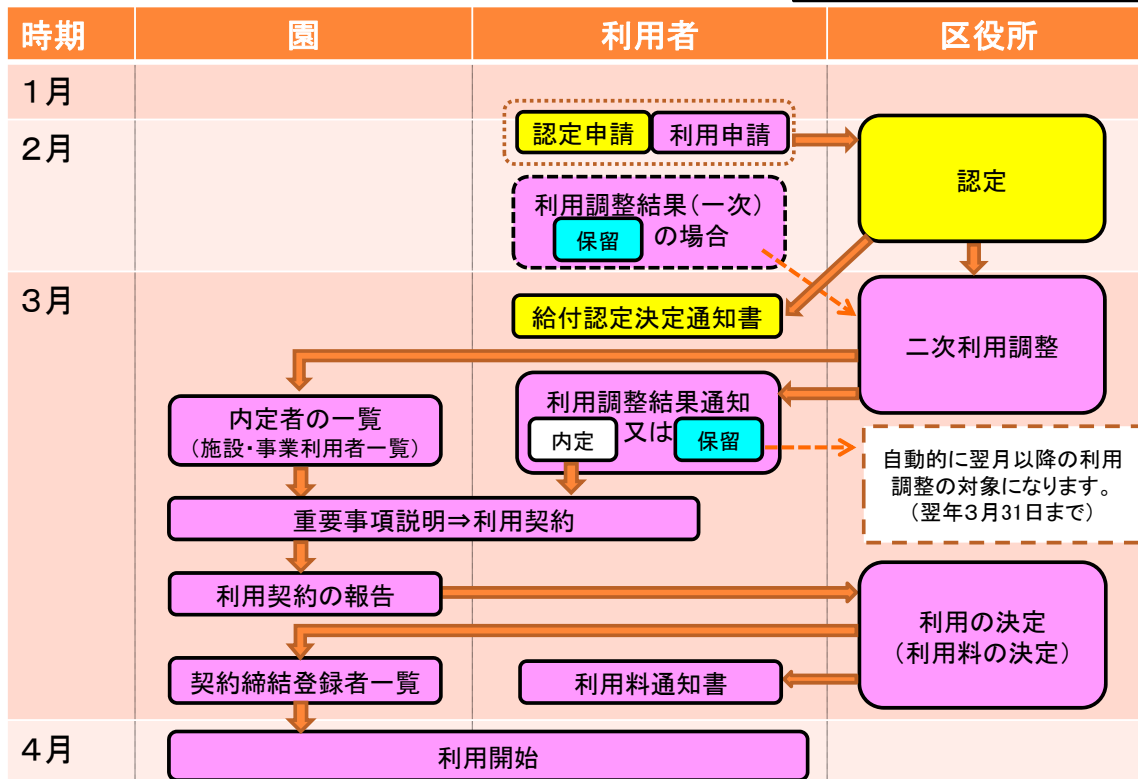 時期
園
利用者
区役所
1月
2月
認定申請
利用申請
認定
利用調整結果(一次)
保留
の場合
3月
給付認定決定通知書
二次利用調整
内定者の一覧
(施設・事業利用者一覧)
利用調整結果通知
内定
又は
保留
自動的に翌月以降の利用
調整の対象になります。
(翌年3月31日まで)
重要事項説明⇒利用契約
利用契約の報告
利用の決定
(利用料の決定)
契約締結登録者一覧
利用料通知書
4月
利用開始